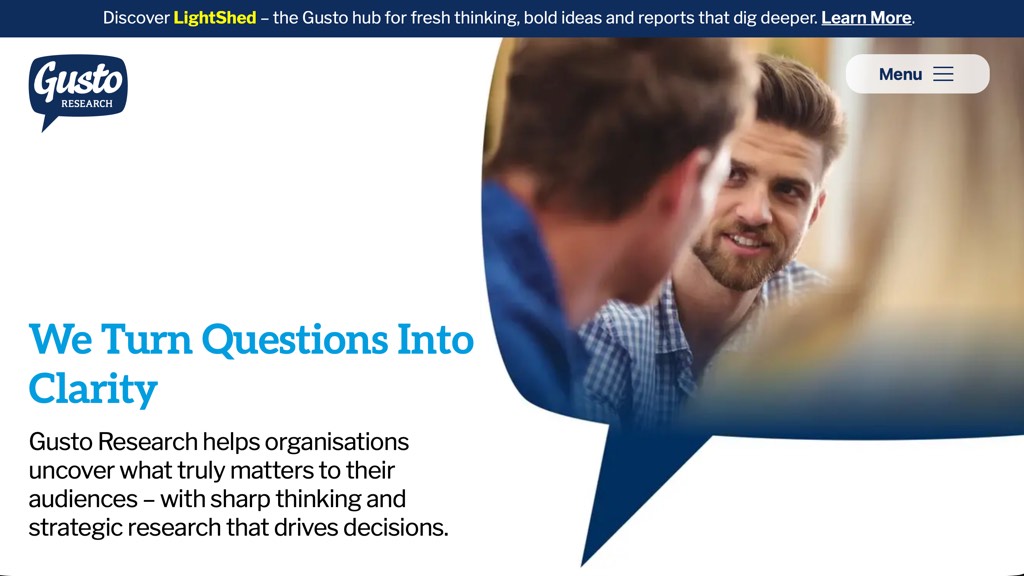 Discover LightShed – the Gusto hub for fresh thinking, bold ideas and reports that dig deeper. Learn More.
Gusto
RESEARCH
Menu
We Turn Questions Into
Clarity
Gusto Research helps organisations
uncover what truly matters to their
audiences – with sharp thinking and
strategic research that drives decisions.